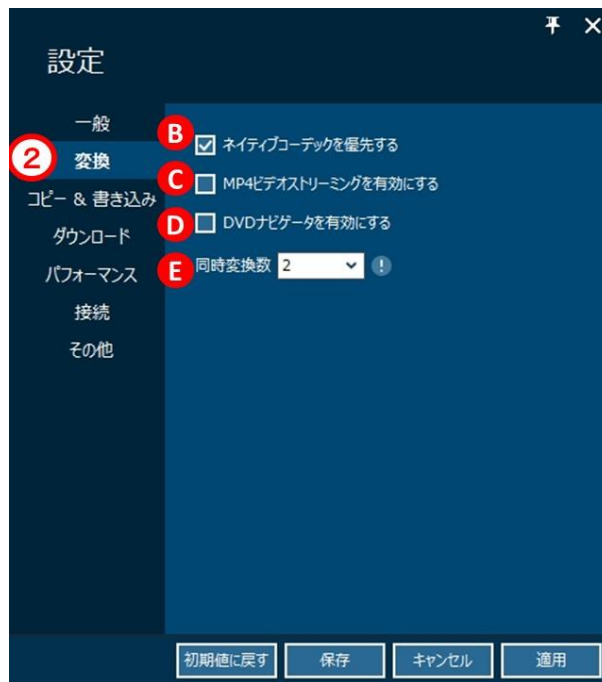 設定
一般
2 変換
コピー & 書き込み
ダウンロード
パフォーマンス
接続
その他
B ネイティブコーデックを優先する
C MP4ビデオストリーミングを有効にする
D DVDナビゲータを有効にする
E 同時変換数 2 !
初期値に戻す 保存 キャンセル 適用